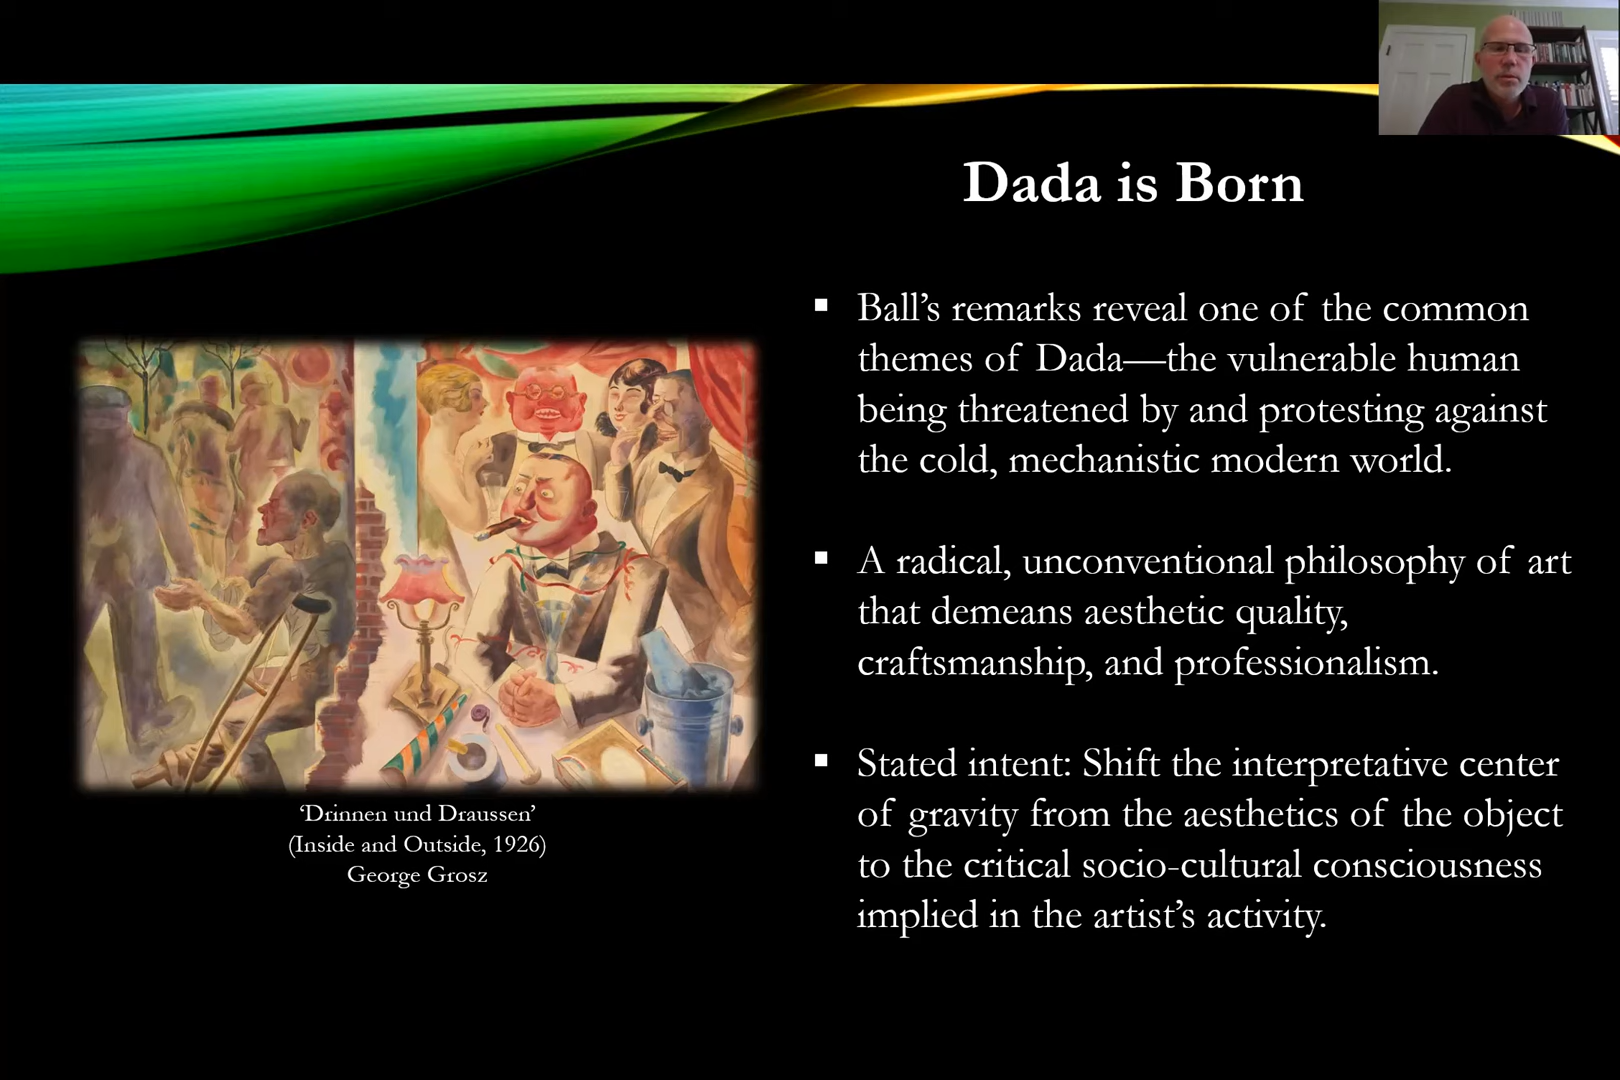 Dada is Born
▪ Ball’s remarks reveal one of the common
themes of Dada—the vulnerable human
being threatened by and protesting against
the cold, mechanistic modern world.
▪ A radical, unconventional philosophy of art
that demeans aesthetic quality,
craftsmanship, and professionalism.
▪ Stated intent: Shift the interpretative center
of gravity from the aesthetics of the object
to the critical socio-cultural consciousness
implied in the artist’s activity.
‘Drinnen und Draussen’
(Inside and Outside, 1926)
George Grosz